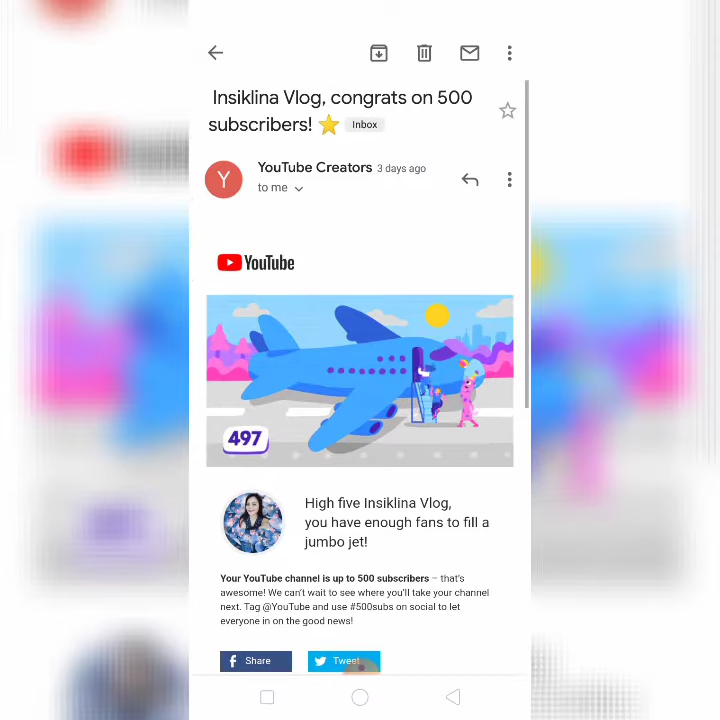 Insiklina Vlog, congrats on 500
subscribers! ⭐ Inbox
Y
YouTube Creators 3 days ago
to me
YouTube
497
High five Insiklina Vlog,
you have enough fans to fill a
jumbo jet!
Your YouTube channel is up to 500 subscribers – that's
awesome! We can't wait to see where you'll take your channel
next. Tag @YouTube and use #500subs on social to let
everyone in on the good news!
f Share
Tweet